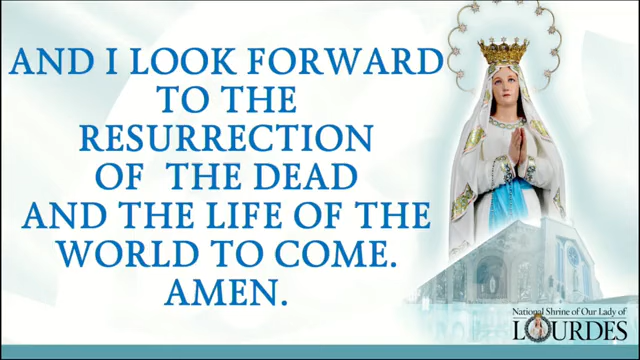 AND I LOOK FORWARD
TO THE
RESURRECTION
OF THE DEAD
AND THE LIFE OF THE
WORLD TO COME.
AMEN.
National Shrine of Our Lady of
LOURDES